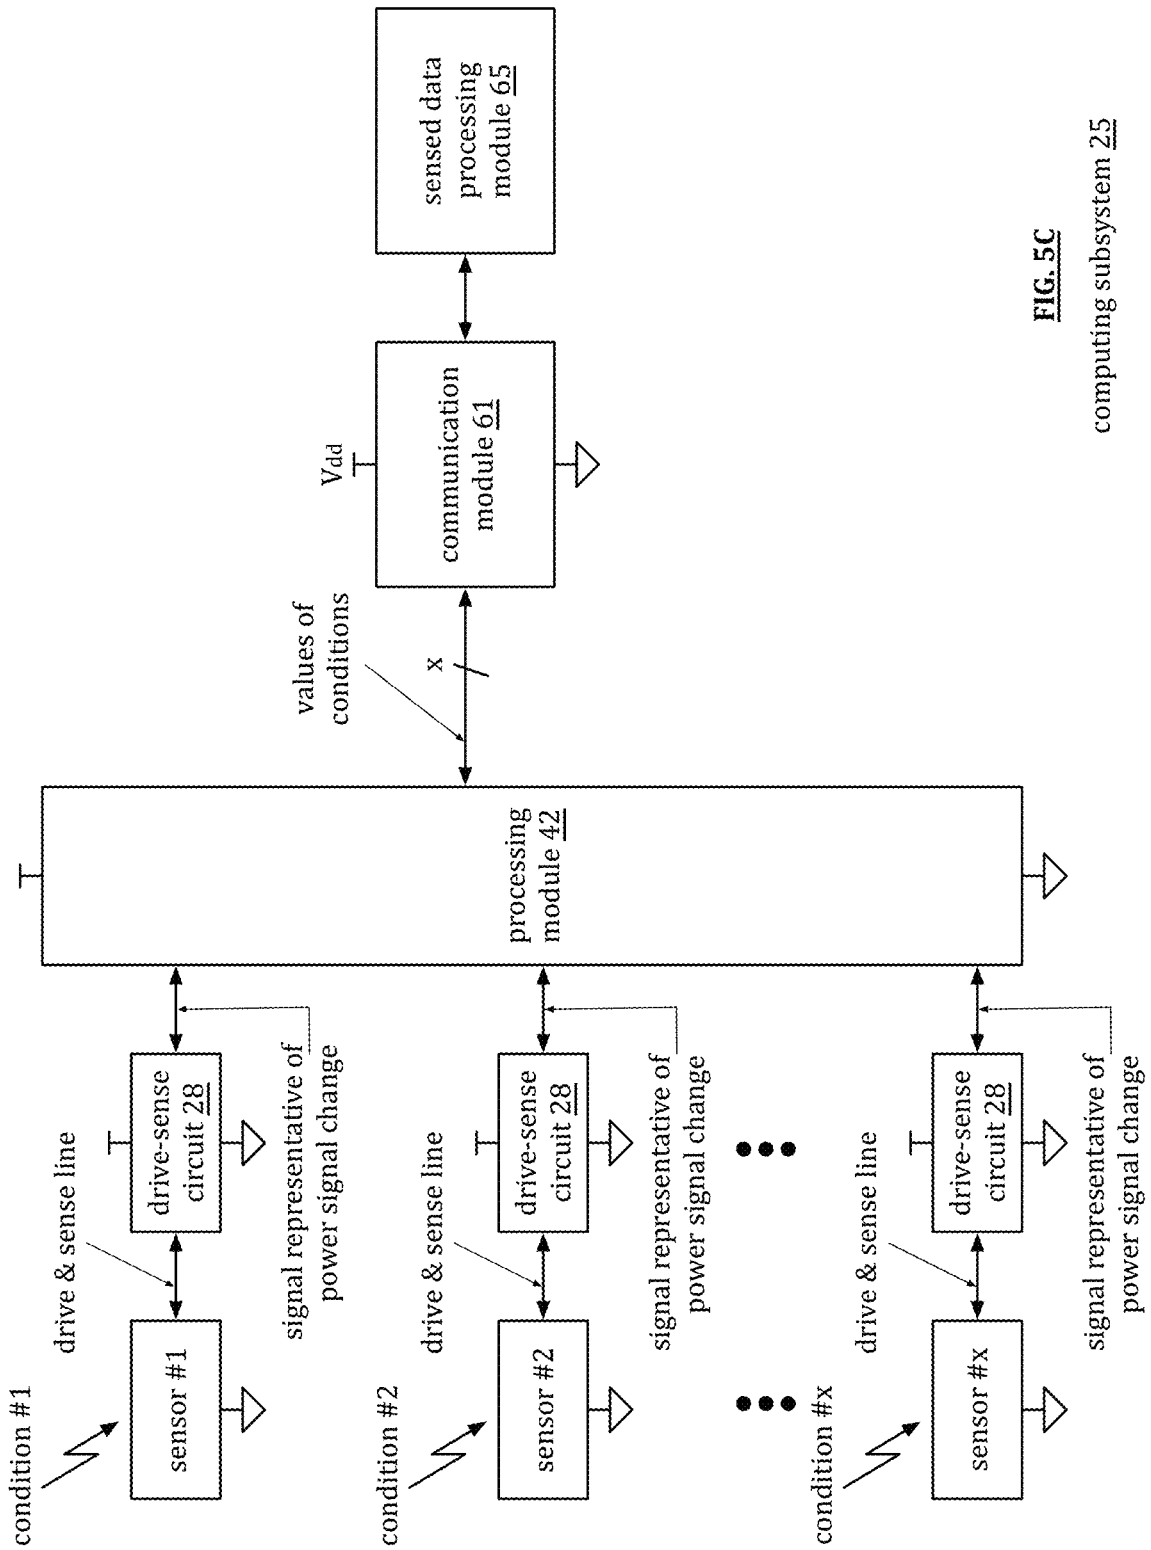 condition #1
sensor #1
drive & sense line
drive-sense
circuit 28
signal representative of
power signal change
condition #2
sensor #2
drive & sense line
drive-sense
circuit 28
signal representative of
power signal change
condition #x
sensor #x
drive & sense line
drive-sense
circuit 28
signal representative of
power signal change
processing
module 42
values of
conditions
x
Vdd
communication
module 61
sensed data
processing
module 65
FIG. 5C
computing subsystem 25